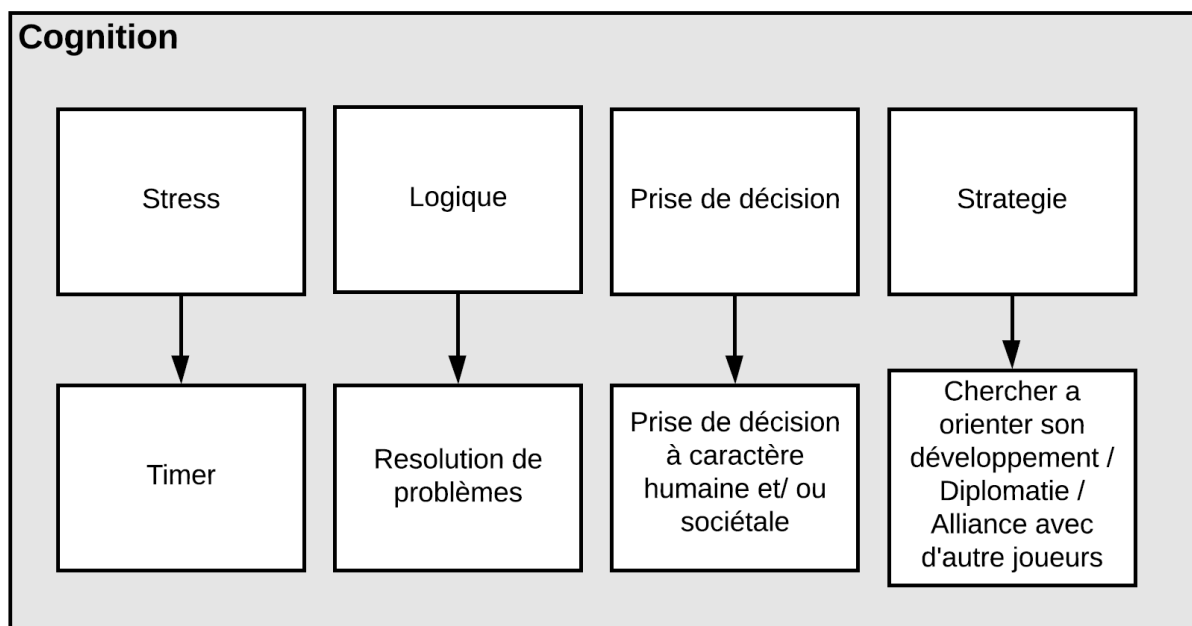 Cognition
Stress
Logique
Prise de décision
Strategie
Timer
Resolution de
problèmes
Prise de décision
à caractère
humaine et/ ou
sociétale
Chercher a
orienter son
développement /
Diplomatie /
Alliance avec
d'autre joueurs